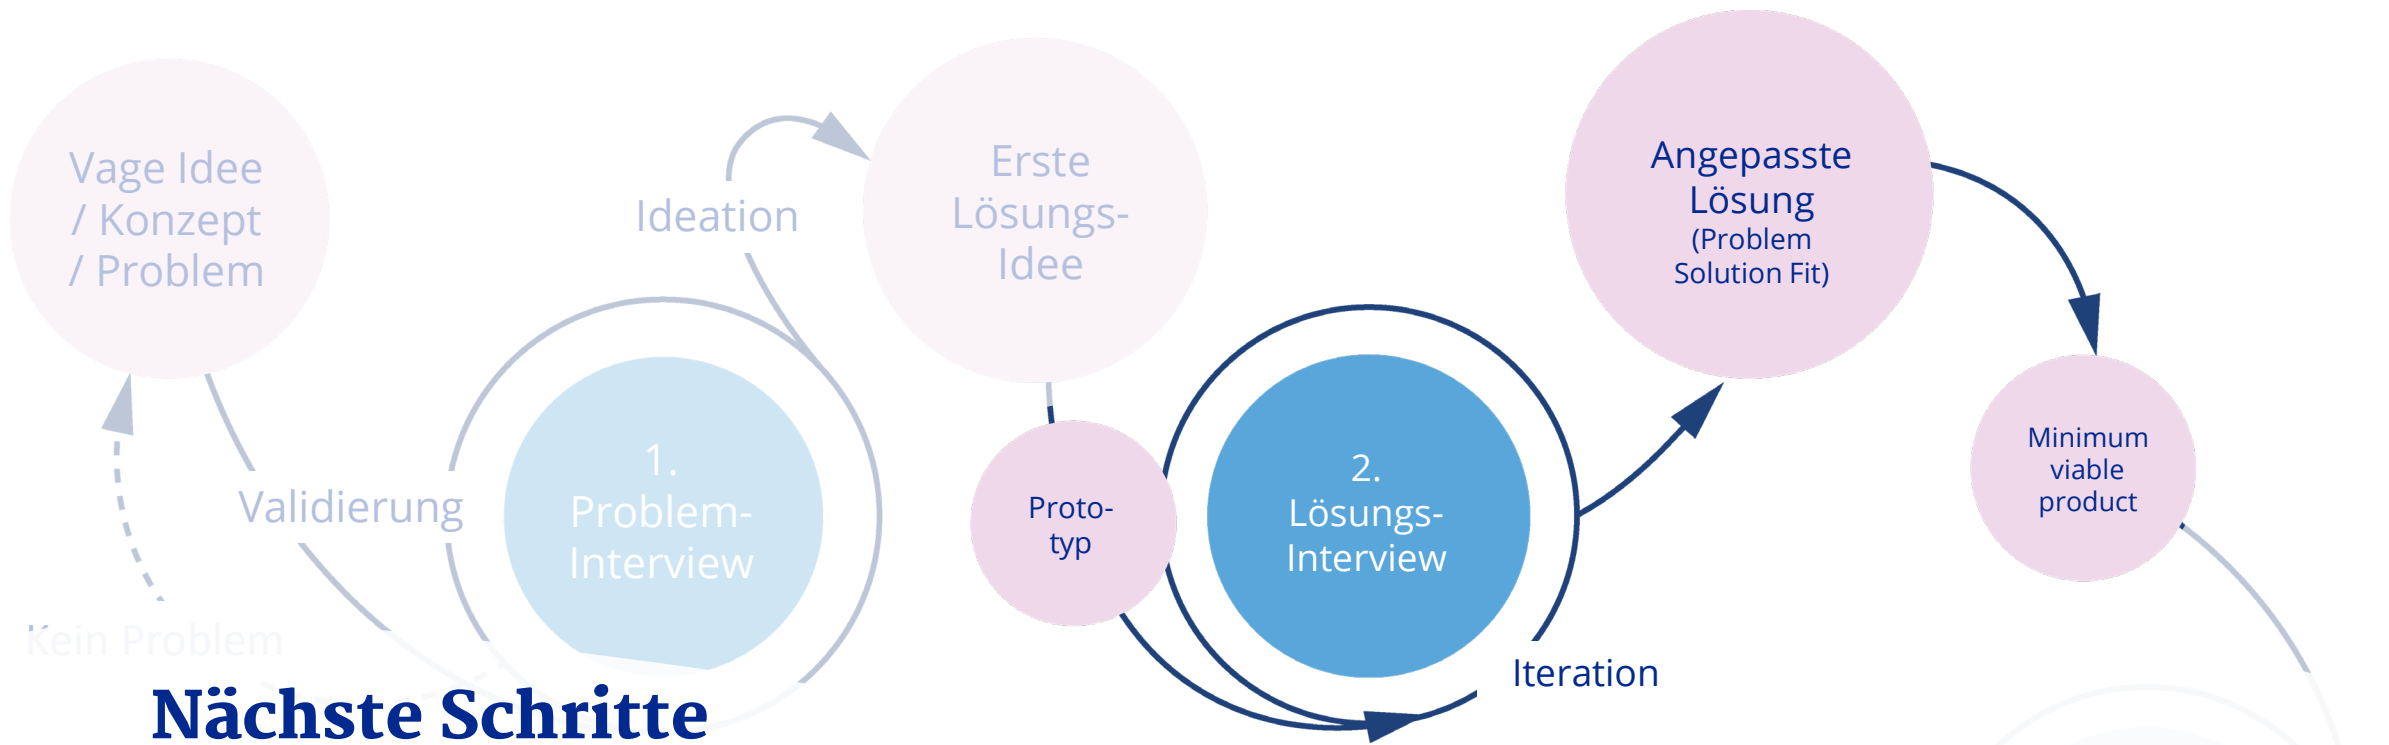 Vage Idee
/ Konzept
/ Problem
Validierung
Kein Problem
1.
Problem-
Interview
Ideation
Erste
Lösungs-
Idee
Proto-
typ
2.
Lösungs-
Interview
Iteration
Angepasste
Lösung
(Problem
Solution Fit)
Minimum
viable
product
Nächste Schritte